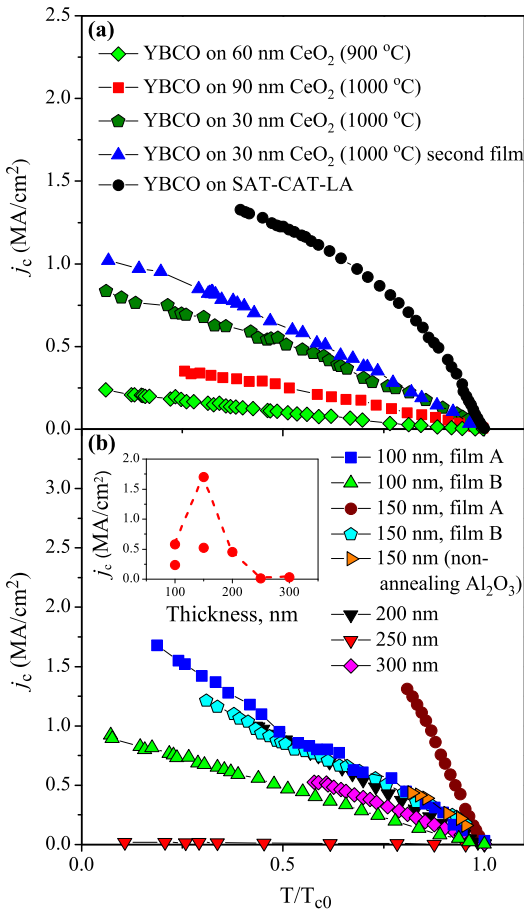 2.5
(a)
YBCO on 60 nm CeO₂ (900 °C)
YBCO on 90 nm CeO₂ (1000 °C)
2.0
YBCO on 30 nm CeO₂ (1000 °C)
YBCO on 30 nm CeO₂ (1000 °C) second film
1.5
YBCO on SAT-CAT-LA
jc (MA/cm²)
1.0
0.5
0.0
(b)
100 nm, film A
100 nm, film B
150 nm, film A
150 nm, film B
150 nm (non-
annealing Al₂O₃)
200 nm
250 nm
300 nm
2.0
1.5
1.0
0.5
0.0
jc (MA/cm²)
100 150 200 250 300
Thickness, nm
3.0
2.5
2.0
1.5
1.0
0.5
0.0
jc (MA/cm²)
0.0 0.5 1.0
T/Tc0